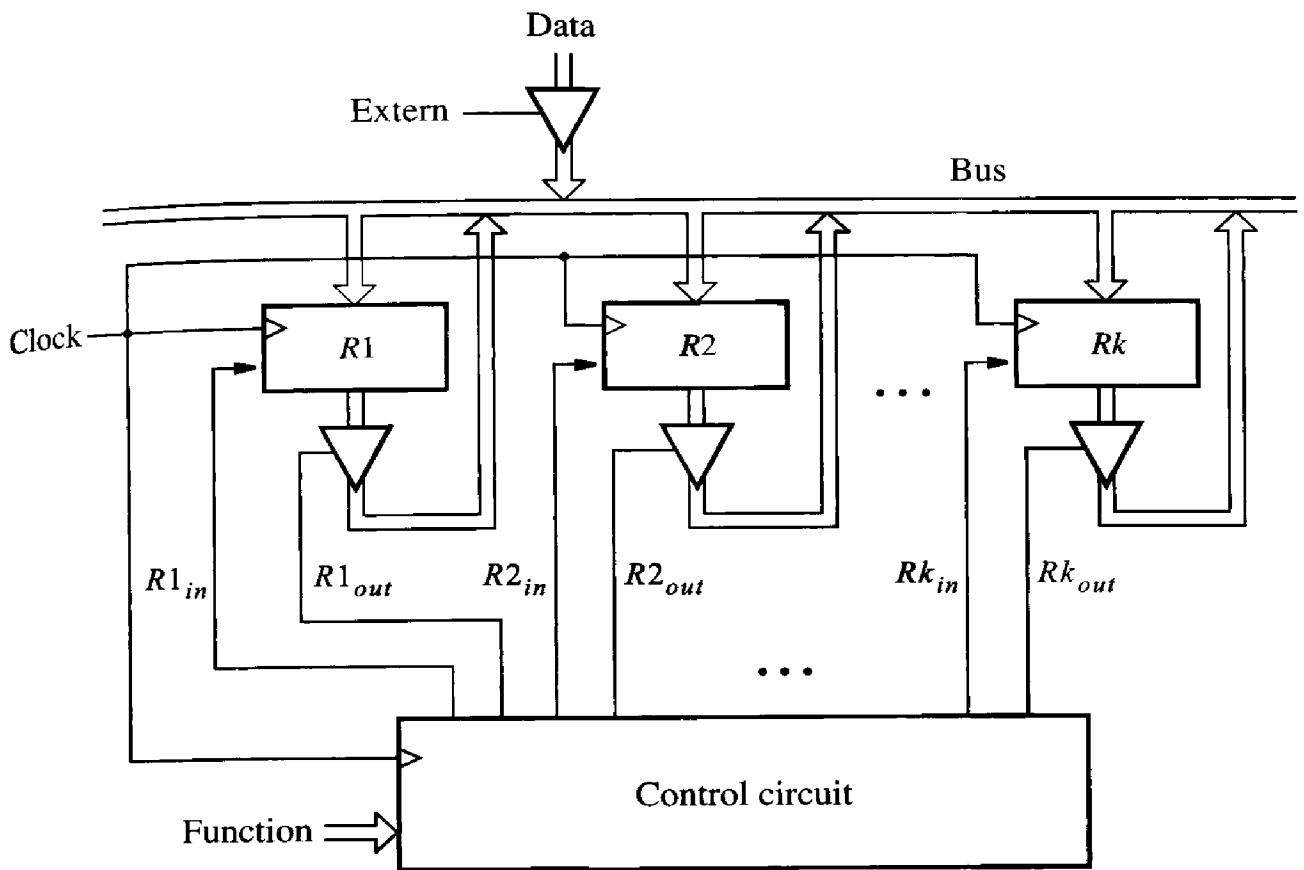 Data
Extern
Bus
Clock
R1
R2
Rk
• • •
R1in
R1out
R2in
R2out
Rkin
Rkout
• • •
Control circuit
Function